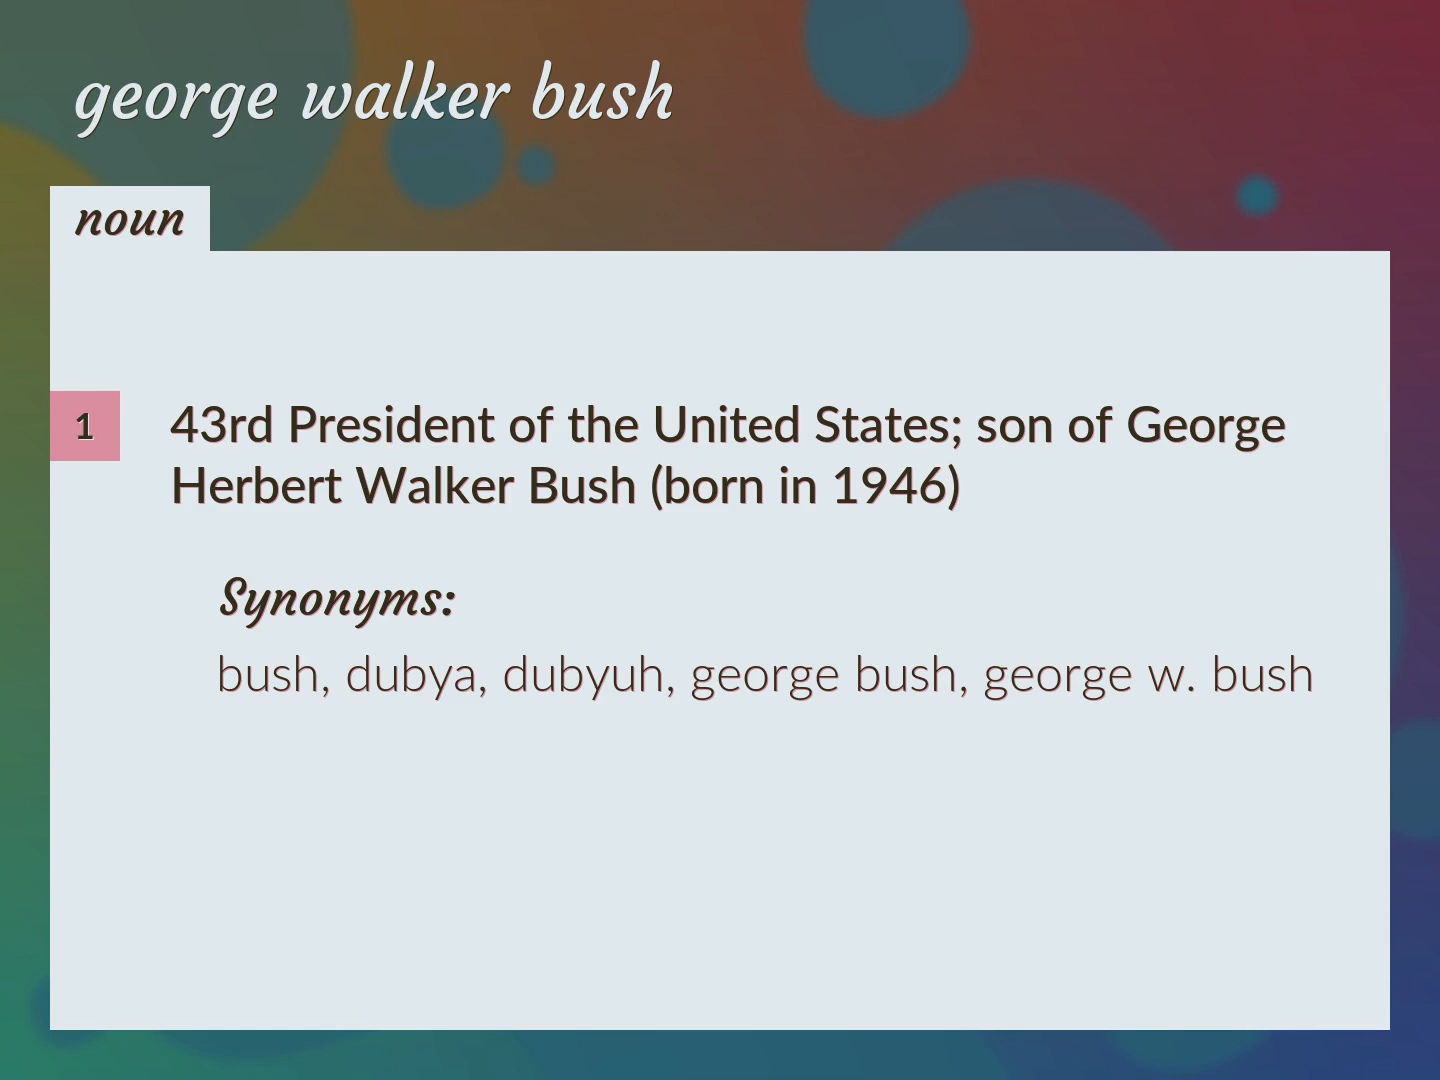 george walker bush
noun
1
43rd President of the United States; son of George
Herbert Walker Bush (born in 1946)
Synonyms:
bush, dubya, dubyuh, george bush, george w. bush